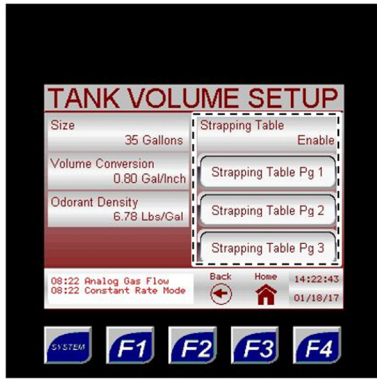 TANK VOLUME SETUP
Size
35 Gallons
Volume Conversion
0.80 Gal/Inch
Odorant Density
6.78 Lbs/Gal
Strapping Table
Enable
Strapping Table Pg 1
Strapping Table Pg 2
Strapping Table Pg 3
08:22 Analog Gas Flow
08:22 Constant Rate Mode
Back
Home
14:22:43
01/18/17
SYSTEM
F1
F2
F3
F4